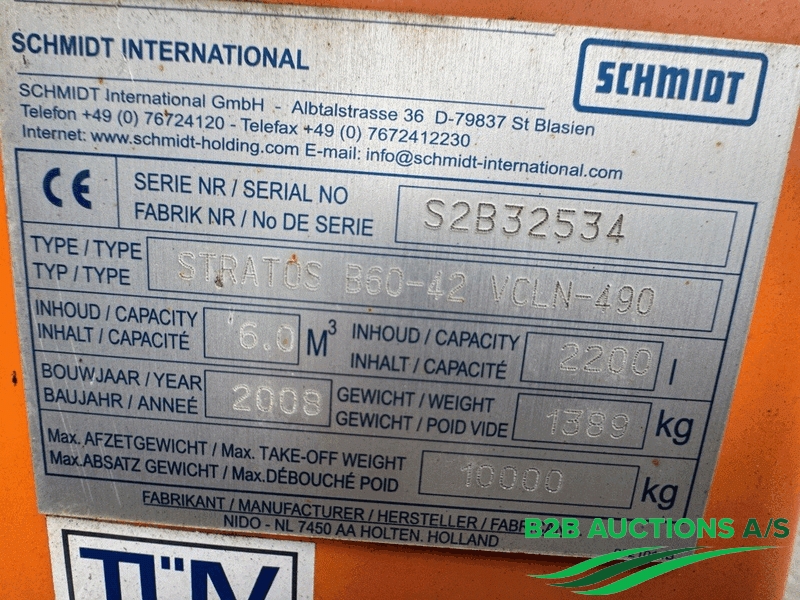 SCHMIDT INTERNATIONAL
SCHMIDT
SCHMIDT International GmbH - Albtalstrasse 36 D-79837 St Blasien
Telefon +49 (0) 76724120 - Telefax +49 (0) 7672412230
Internet: www.schmidt-holding.com E-mail: info@schmidt-international.com
CE
SERIE NR / SERIAL NO
FABRIK NR / No DE SERIE
S2B32534
TYPE / TYPE
TYP / TYPE
STRATOS B60-42 VCLN-490
INHOUD / CAPACITY
INHALT / CAPACITÉ
6.0 M³
INHOUD / CAPACITY
INHALT / CAPACITÉ
2200 l
BOUWJAAR / YEAR
BAUJAHR / ANNEÉ
2008
GEWICHT / WEIGHT
GEWICHT / POID VIDE
1389 kg
Max. AFZETGEWICHT / Max. TAKE-OFF WEIGHT
Max. ABSATZ GEWICHT / Max. DÉBOUCHÉ POID
10000 kg
FABRIKANT / MANUFACTURER / HERSTELLER /
NIDO - NL 7450 AA HOLTEN. HOLLAND
B2B AUCTIONS A/S
TÜV